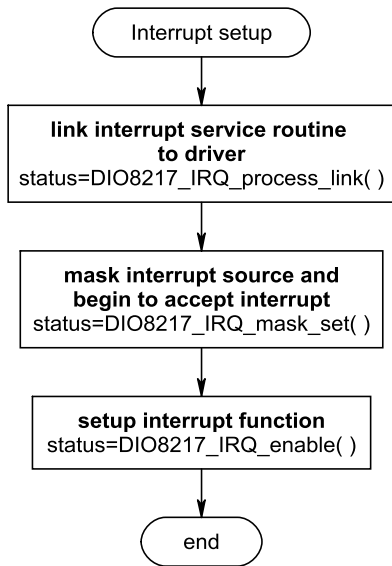 Interrupt setup
link interrupt service routine
to driver
status=DIO8217_IRQ_process_link( )
mask interrupt source and
begin to accept interrupt
status=DIO8217_IRQ_mask_set( )
setup interrupt function
status=DIO8217_IRQ_enable( )
end